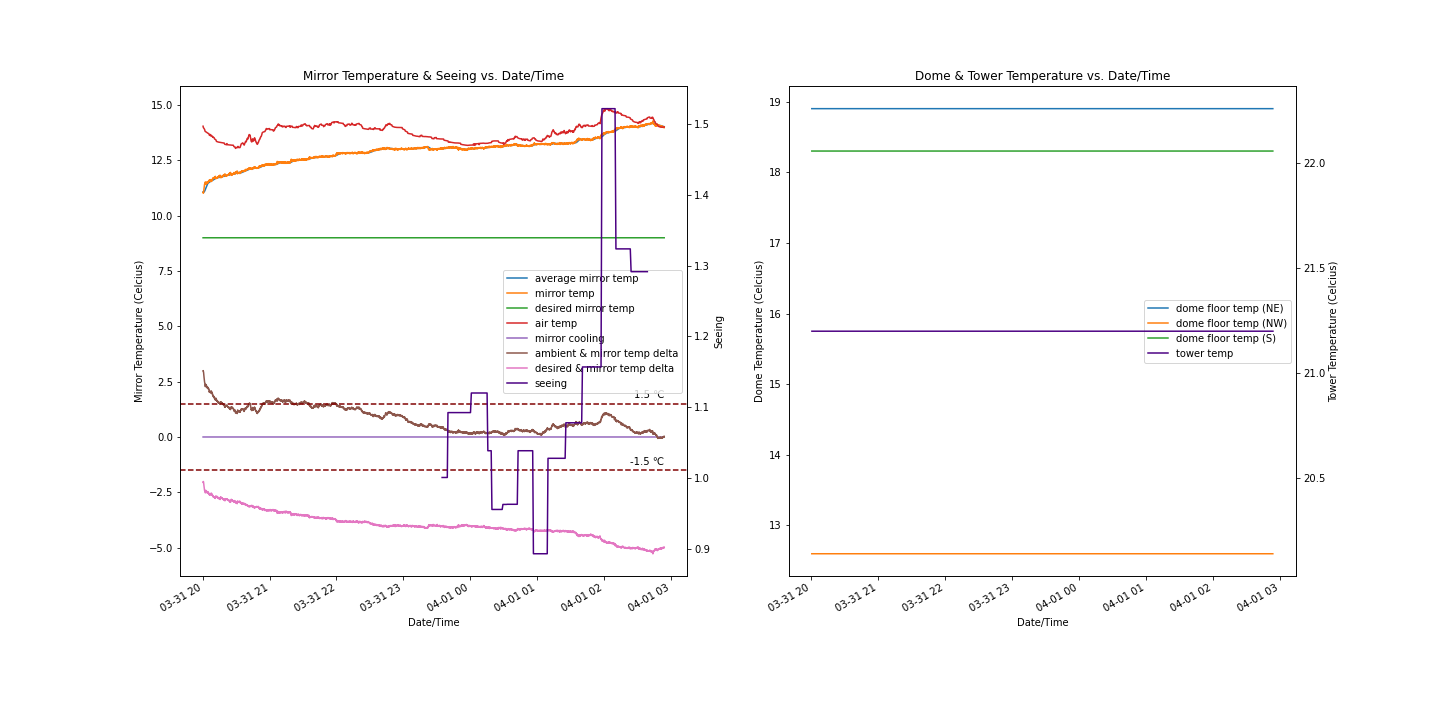 Mirror Temperature & Seeing vs. Date/Time
15.0
12.5
10.0
7.5
5.0
2.5
0.0
−2.5
−5.0
Mirror Temperature (Celcius)
average mirror temp
mirror temp
desired mirror temp
air temp
mirror cooling
ambient & mirror temp delta
desired & mirror temp delta
seeing
1.5 °C
-1.5 °C
1.5
1.4
1.3
1.2
1.1
1.0
0.9
Seeing
03-31 20
03-31 21
03-31 22
03-31 23
04-01 00
04-01 01
04-01 02
04-01 03
Date/Time
Dome & Tower Temperature vs. Date/Time
19
18
17
16
15
14
13
Dome Temperature (Celcius)
dome floor temp (NE)
dome floor temp (NW)
dome floor temp (S)
tower temp
22.0
21.5
21.0
20.5
Tower Temperature (Celcius)
03-31 20
03-31 21
03-31 22
03-31 23
04-01 00
04-01 01
04-01 02
04-01 03
Date/Time